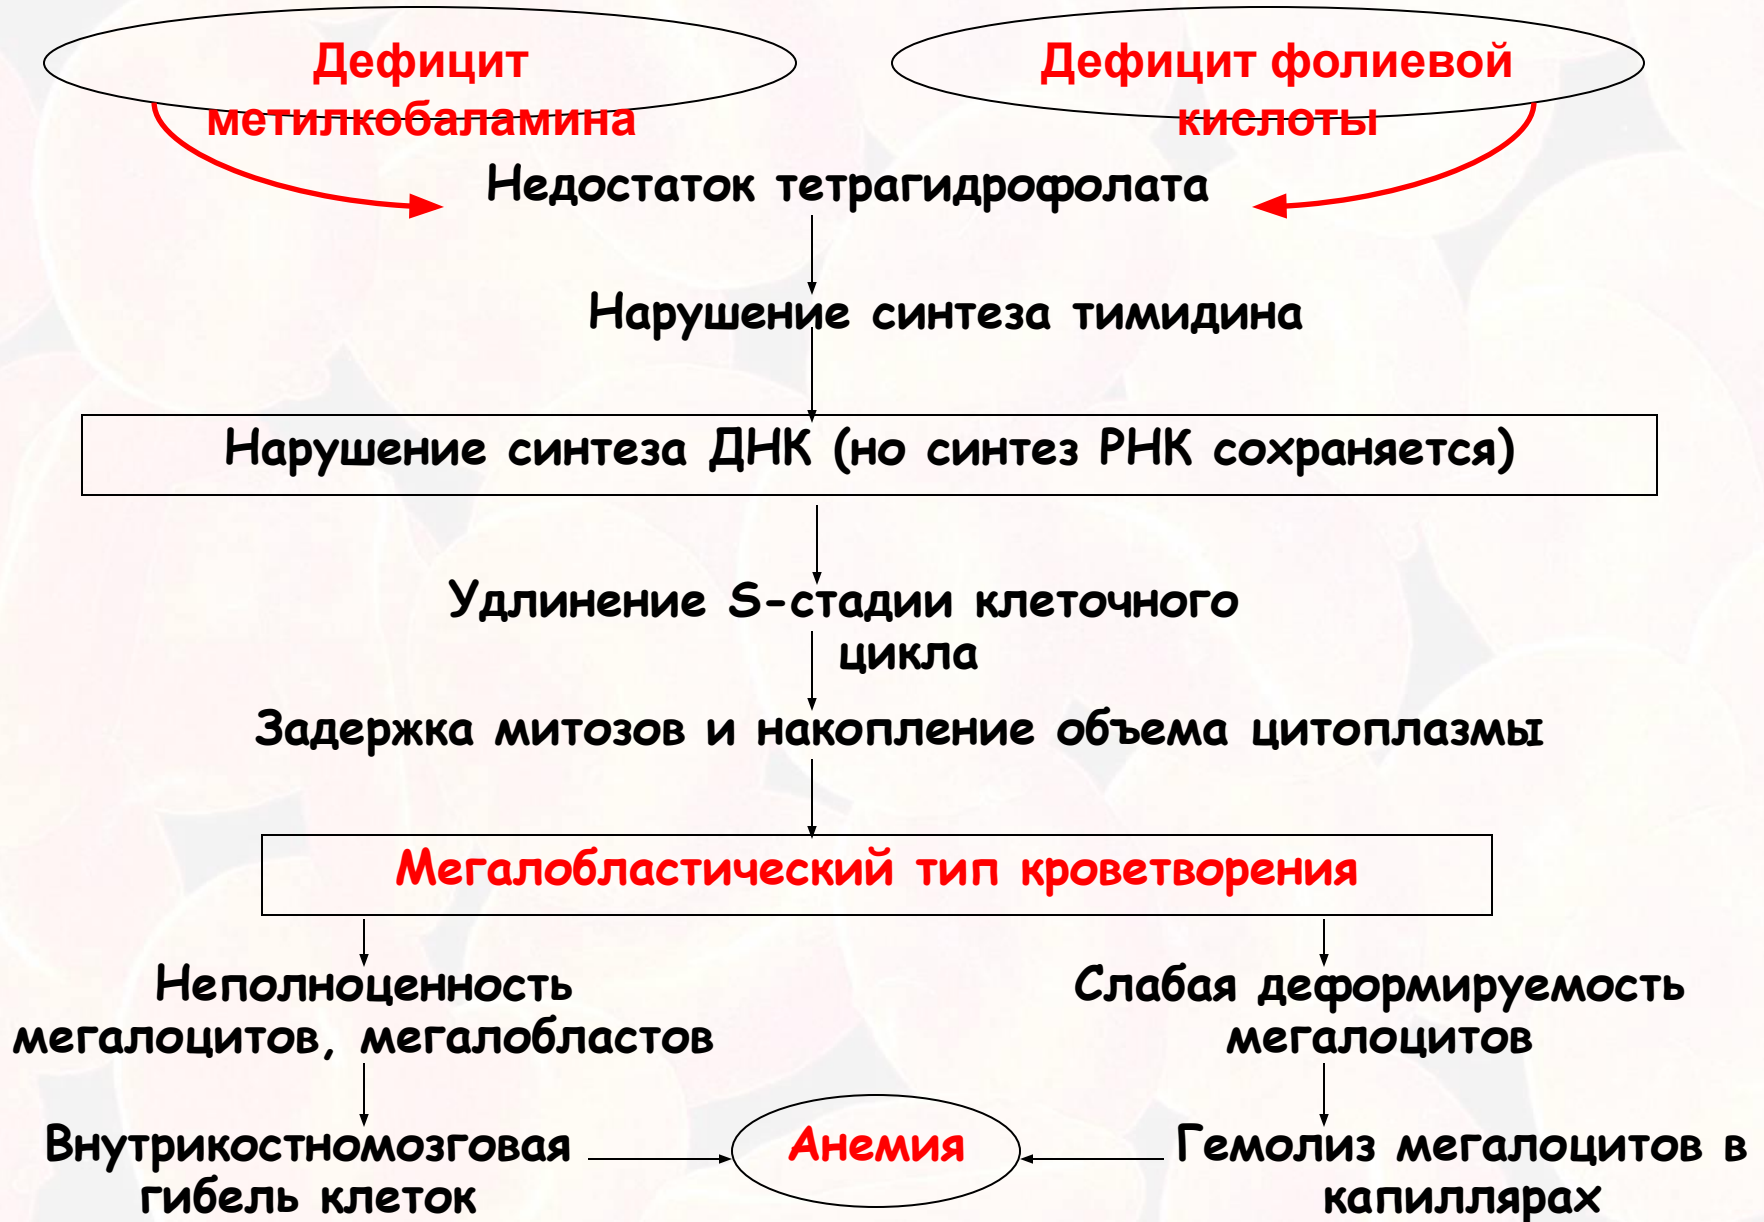 Дефицит
метилкобаламина
Дефицит фолиевой
кислоты
Недостаток тетрагидрофолата
Нарушение синтеза тимидина
Нарушение синтеза ДНК (но синтез РНК сохраняется)
Удлинение S-стадии клеточного
цикла
Задержка митозов и накопление объема цитоплазмы
Мегалобластический тип кроветворения
Неполноценность
мегалоцитов, мегалобластов
Слабая деформируемость
мегалоцитов
Внутрикостномозговая
гибель клеток
Анемия
Гемолиз мегалоцитов в
капиллярах